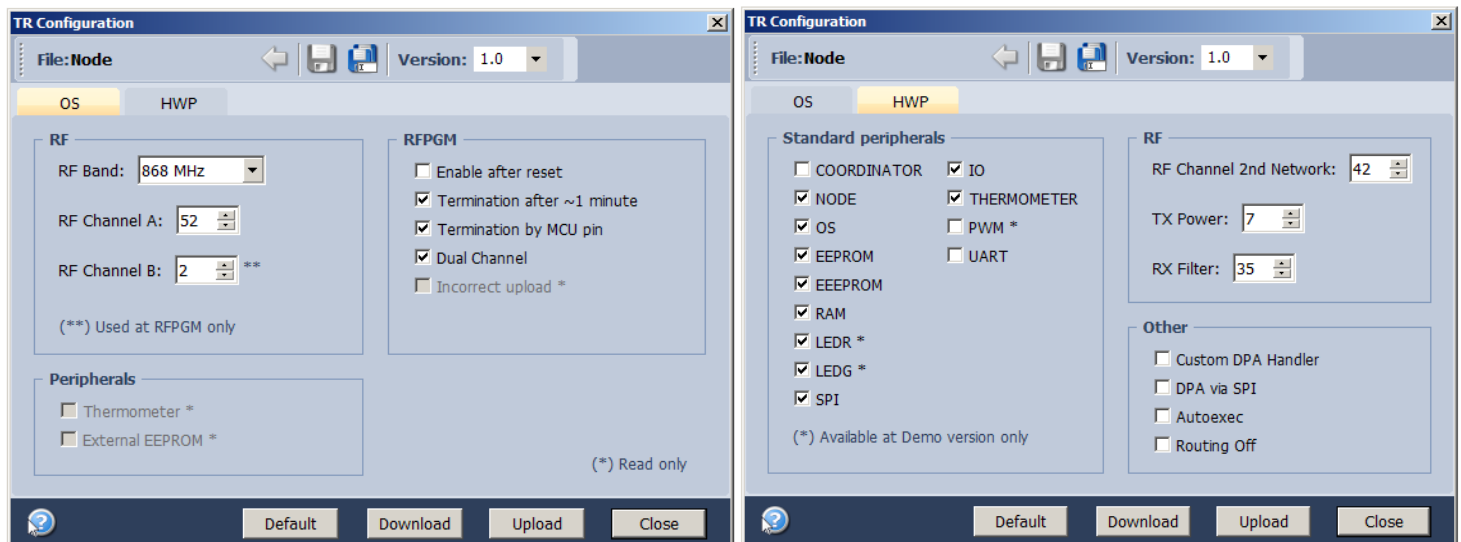 TR Configuration
File:Node
Version: 1.0
OS HWP
RF
RF Band: 868 MHz
RF Channel A: 52
RF Channel B: 2 **
(**) Used at RFPGM only
RFPGM
Enable after reset
Termination after ~1 minute
Termination by MCU pin
Dual Channel
Incorrect upload *
Peripherals
Thermometer *
External EEPROM *
(*) Read only
Default Download Upload Close
TR Configuration
File:Node
Version: 1.0
OS HWP
Standard peripherals
COORDINATOR IO
NODE THERMOMETER
OS PWM *
EEPROM UART
EEEPROM
RAM
LEDR *
LEDG *
SPI
(*) Available at Demo version only
RF
RF Channel 2nd Network: 42
TX Power: 7
RX Filter: 35
Other
Custom DPA Handler
DPA via SPI
Autoexec
Routing Off
Default Download Upload Close